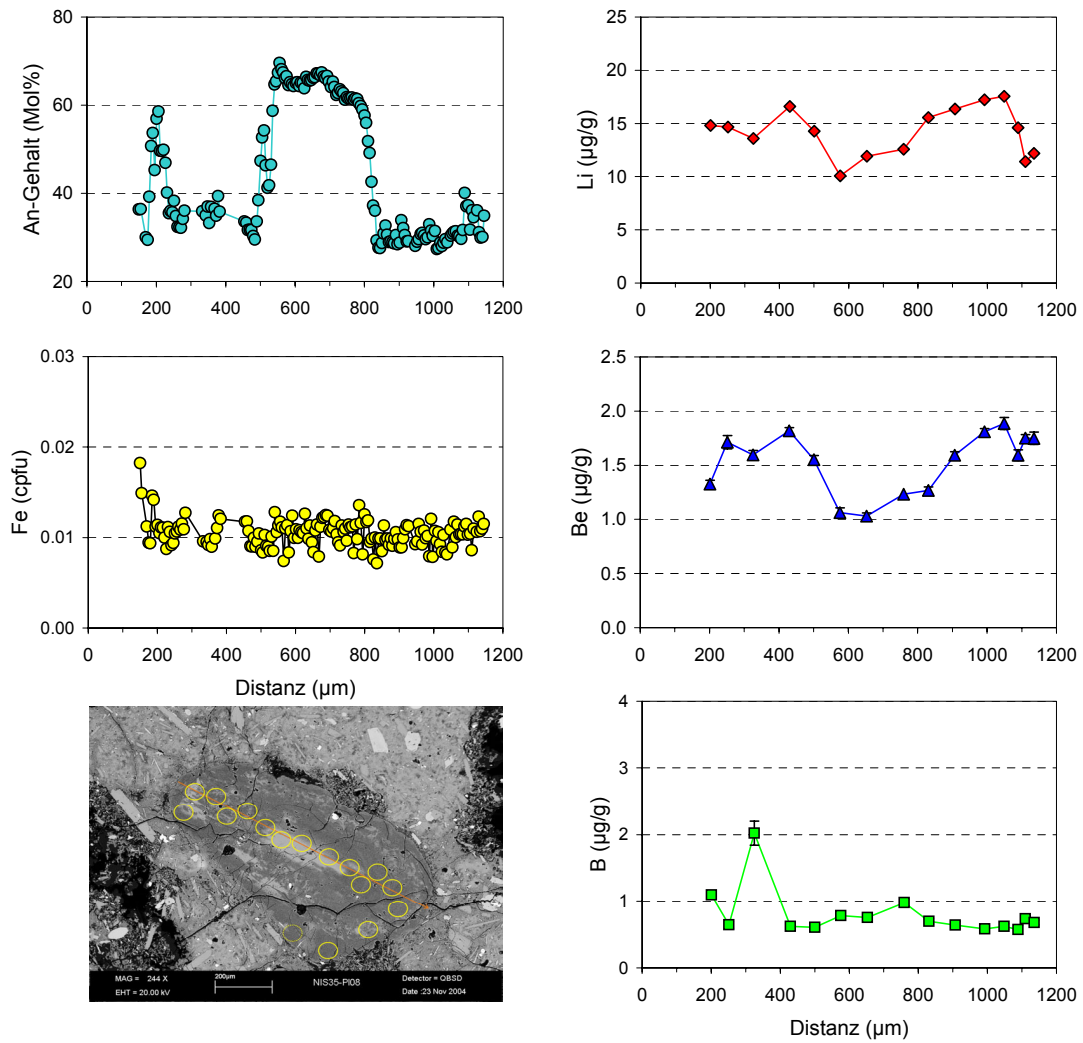 An-Gehalt (Mol%)
80
60
40
20
0 200 400 600 800 1000 1200
Li (µg/g)
25
20
15
10
5
0
0 200 400 600 800 1000 1200
Fe (cpfu)
0.03
0.02
0.01
0.00
0 200 400 600 800 1000 1200
Distanz (µm)
Be (µg/g)
2.5
2.0
1.5
1.0
0.5
0.0
0 200 400 600 800 1000 1200
MAG = 244 X
EHT = 20.00 kV
200µm
NIS35-Pl08
Detector = QBSD
Date :23 Nov 2004
B (µg/g)
4
3
2
1
0
0 200 400 600 800 1000 1200
Distanz (µm)